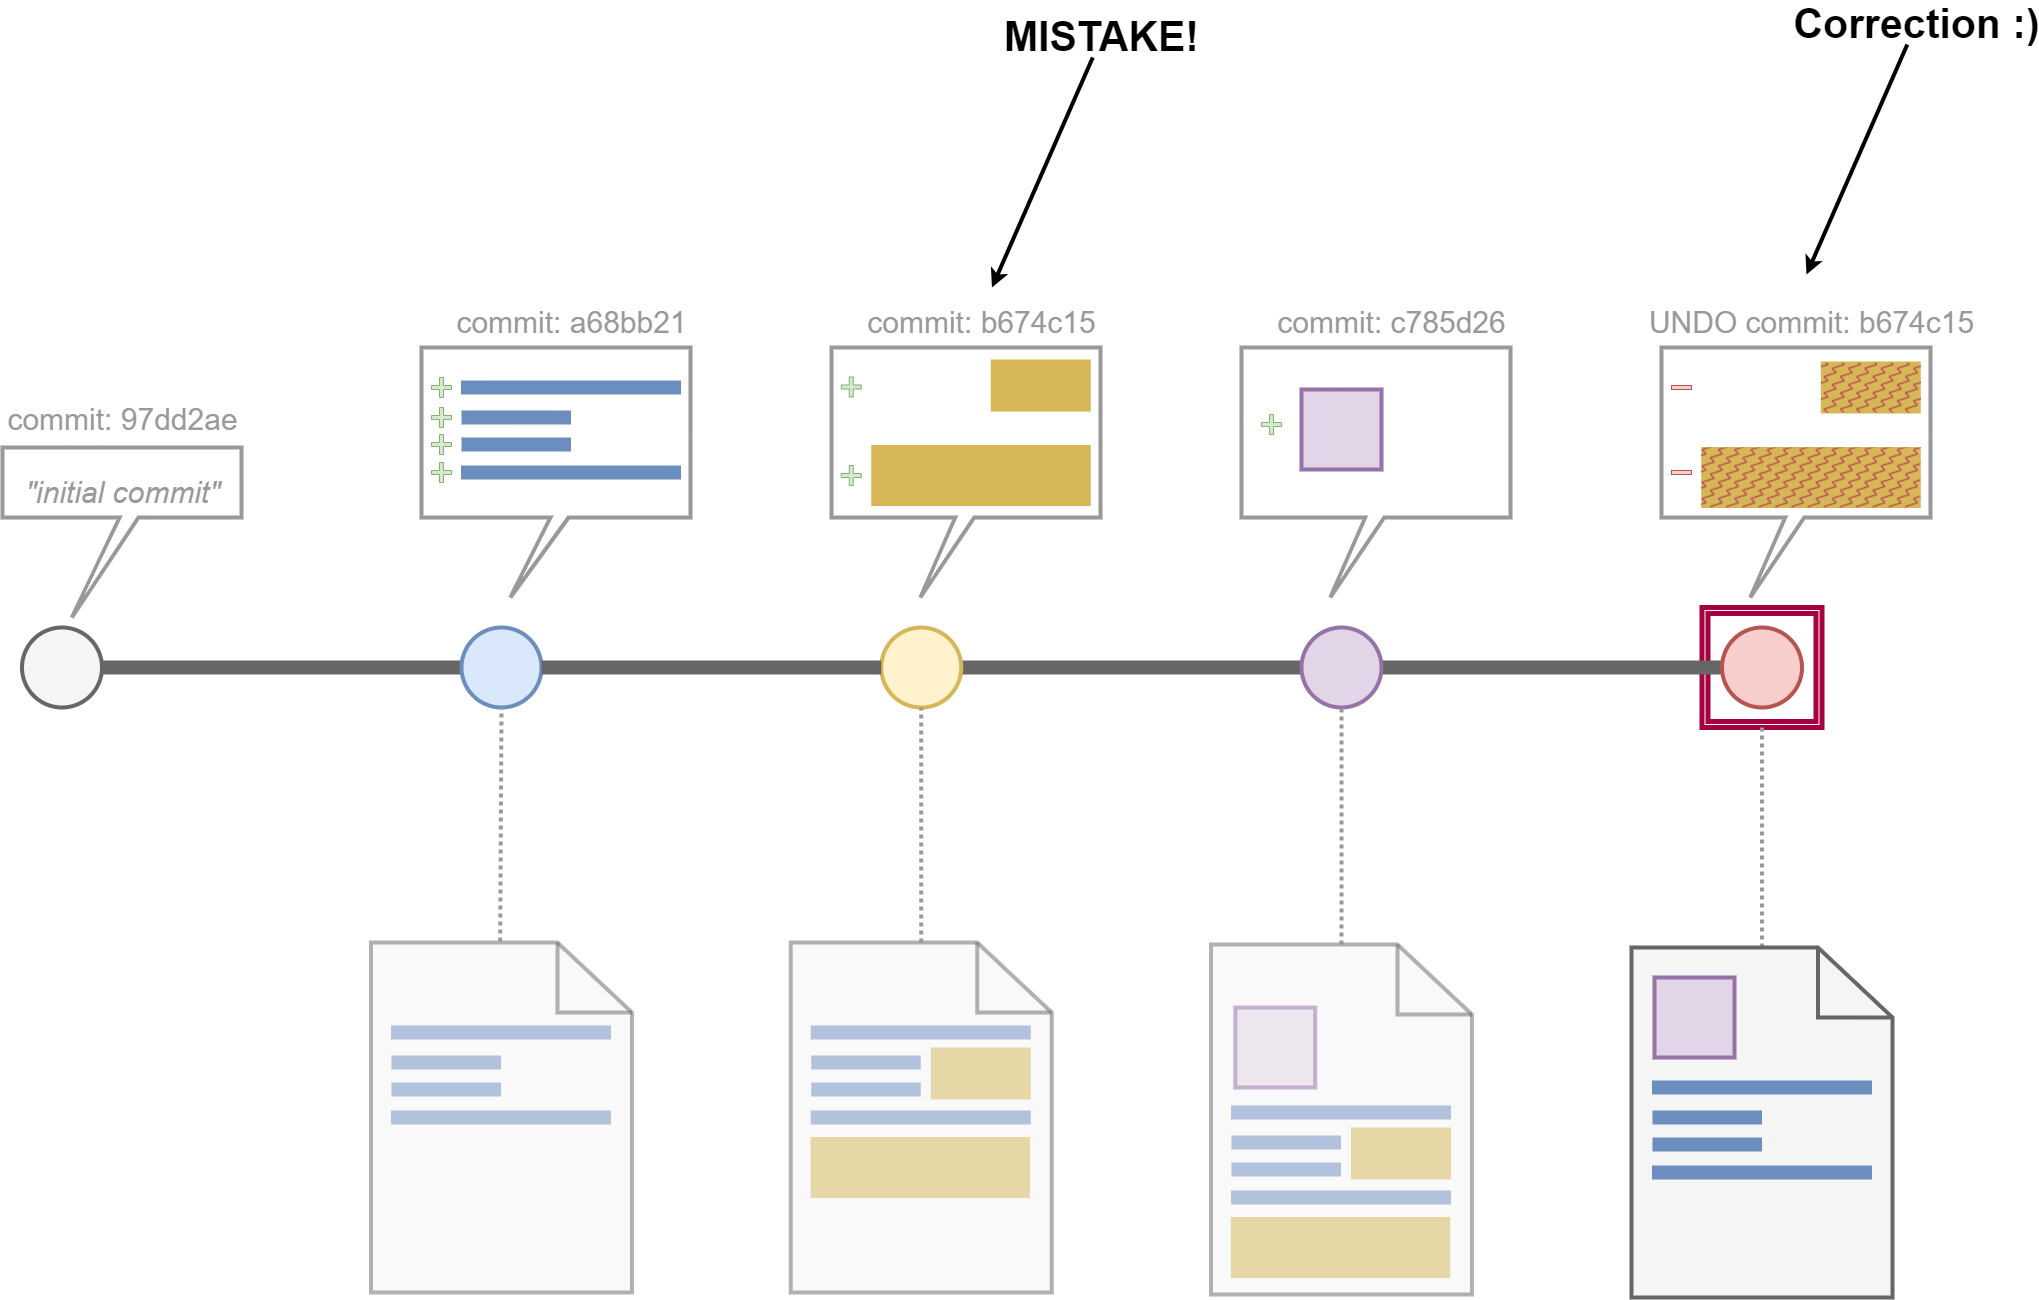 MISTAKE!
Correction :)
commit: a68bb21
commit: b674c15
commit: c785d26
UNDO commit: b674c15
commit: 97dd2ae
"initial commit"